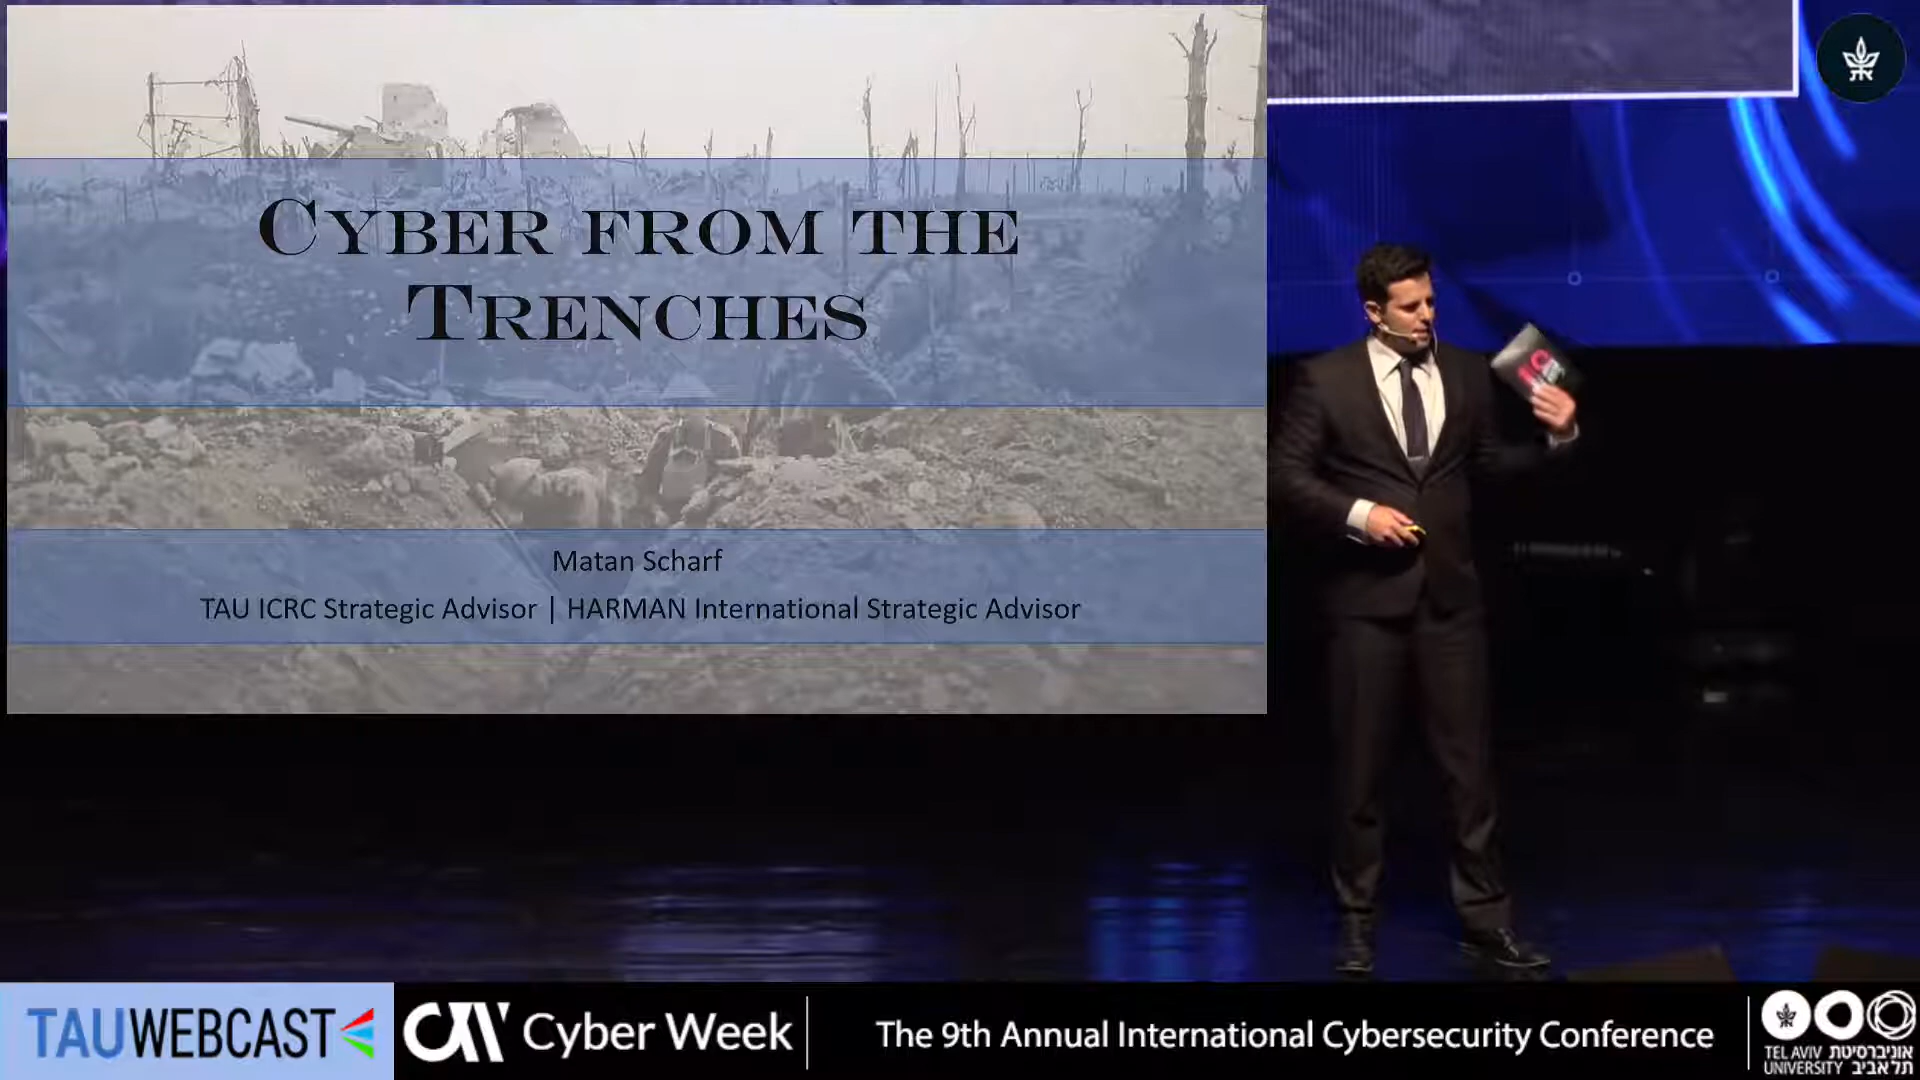 CYBER FROM THE
TRENCHES
Matan Scharf
TAU ICRC Strategic Advisor | HARMAN International Strategic Advisor
TAUWEBCAST
Cyber Week
The 9th Annual International Cybersecurity Conference
TEL AVIV אוניברסיטת
UNIVERSITY תל אביב